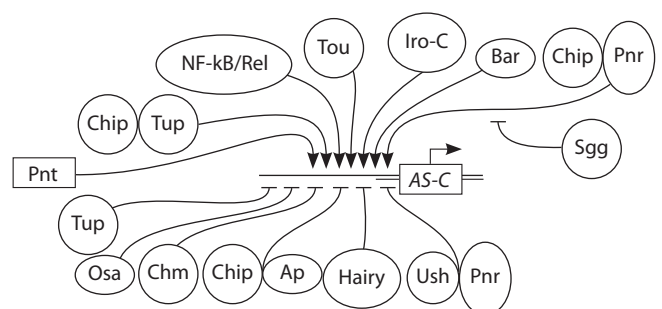 NF-kB/Rel
Tou
Iro-C
Bar
Chip
Pnr
Chip
Tup
Sgg
Pnt
AS-C
Tup
Osa
Chm
Chip
Ap
Hairy
Ush
Pnr